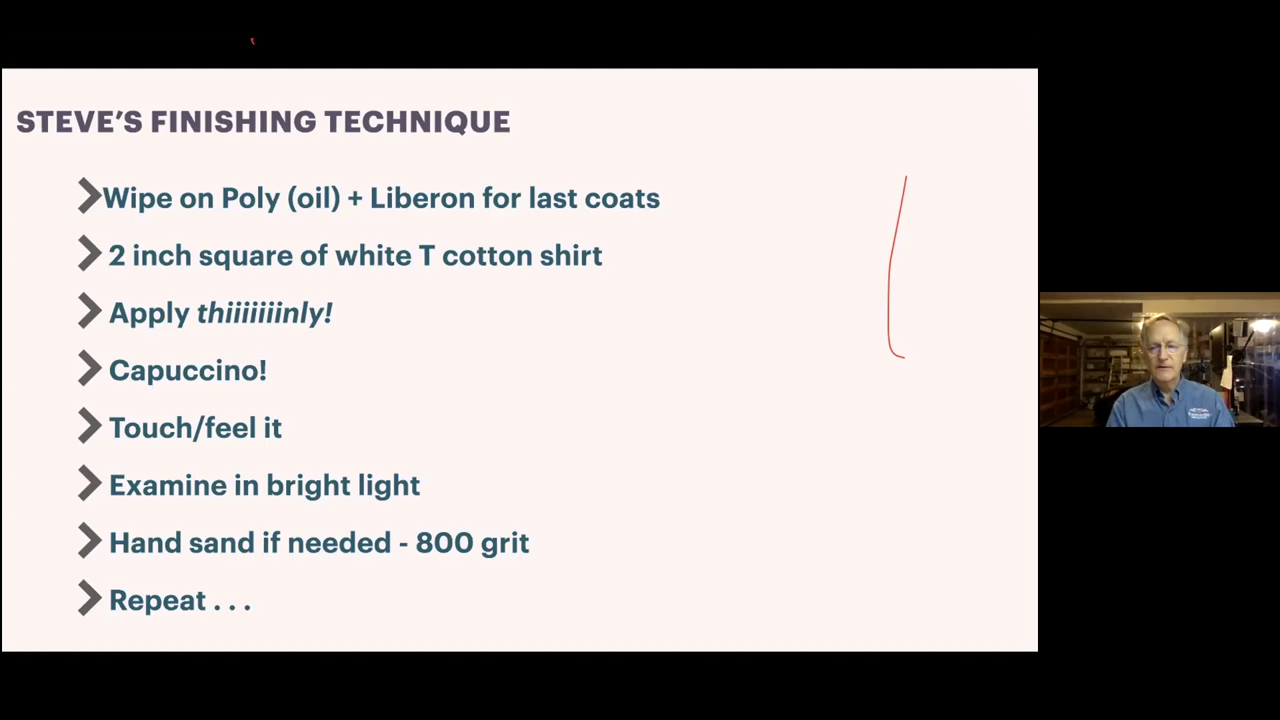 STEVE'S FINISHING TECHNIQUE
Wipe on Poly (oil) + Liberon for last coats
2 inch square of white T cotton shirt
Apply thiiiiiiinly!
Capuccino!
Touch/feel it
Examine in bright light
Hand sand if needed - 800 grit
Repeat . . .